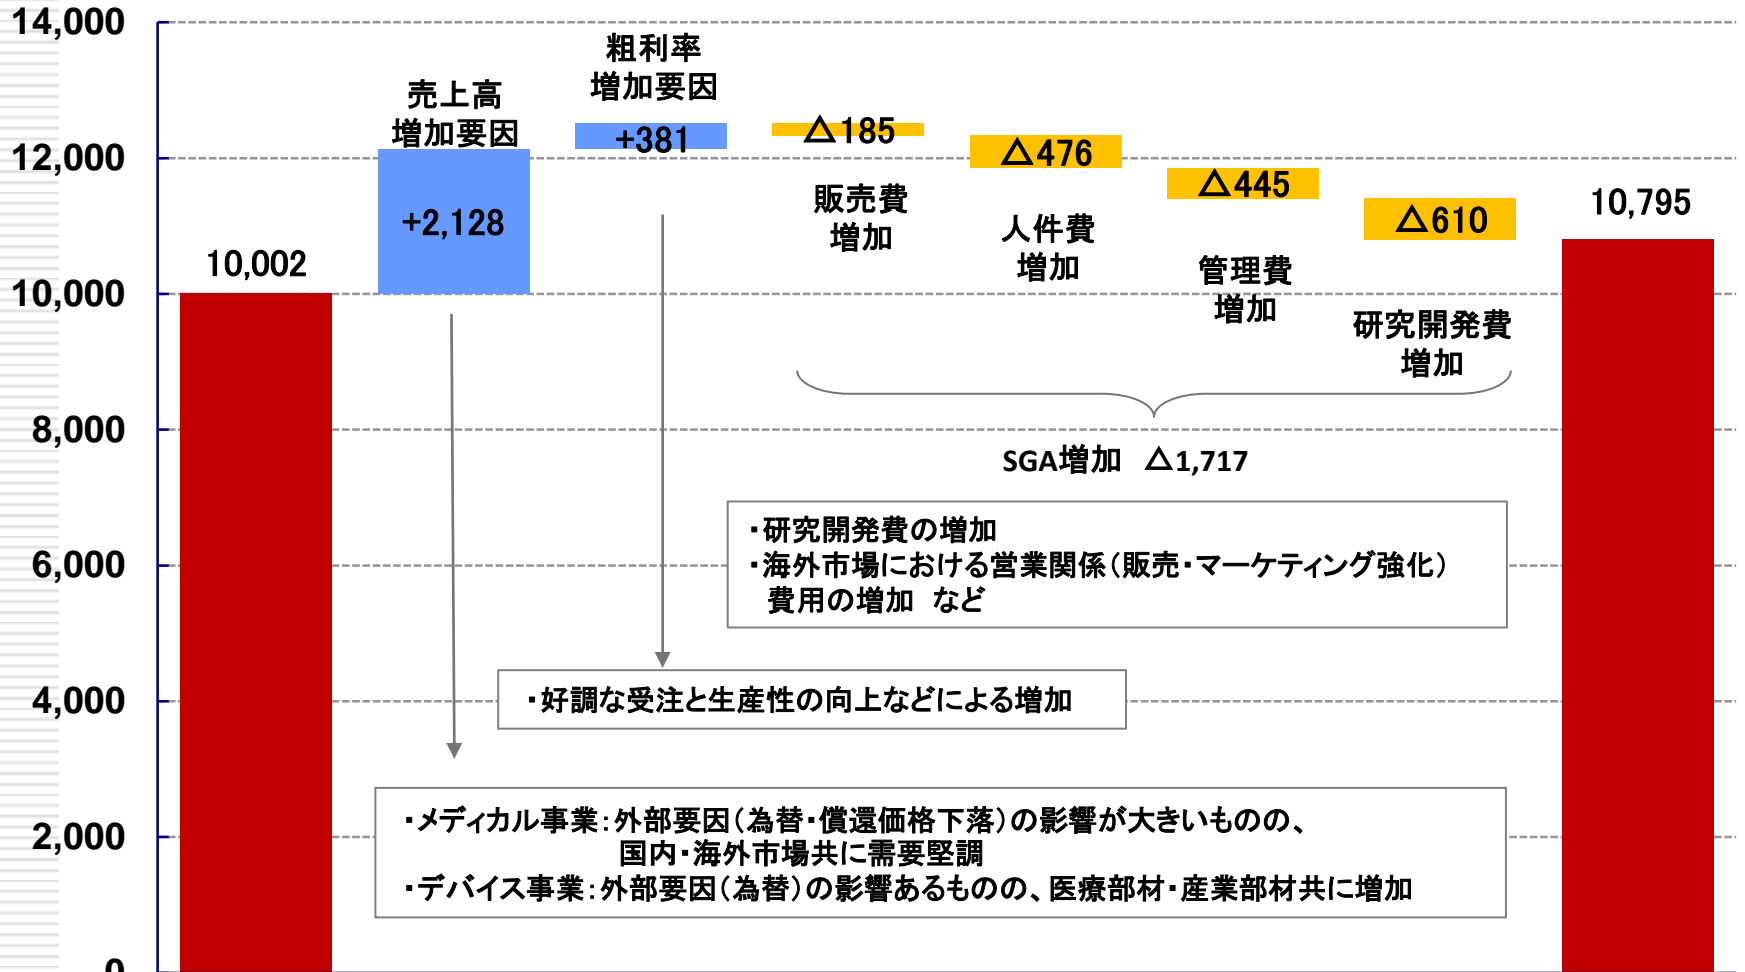 14,000
12,000
10,000
8,000
6,000
4,000
2,000
0
10,002
売上高
増加要因
+2,128
粗利率
増加要因
+381
△185
販売費
増加
△476
人件費
増加
△445
管理費
増加
△610
研究開発費
増加
10,795
SGA増加 △1,717
・研究開発費の増加
・海外市場における営業関係（販売・マーケティング強化）
費用の増加 など
・好調な受注と生産性の向上などによる増加
・メディカル事業：外部要因（為替・償還価格下落）の影響が大きいものの、
国内・海外市場共に需要堅調
・デバイス事業：外部要因（為替）の影響あるものの、医療部材・産業部材共に増加